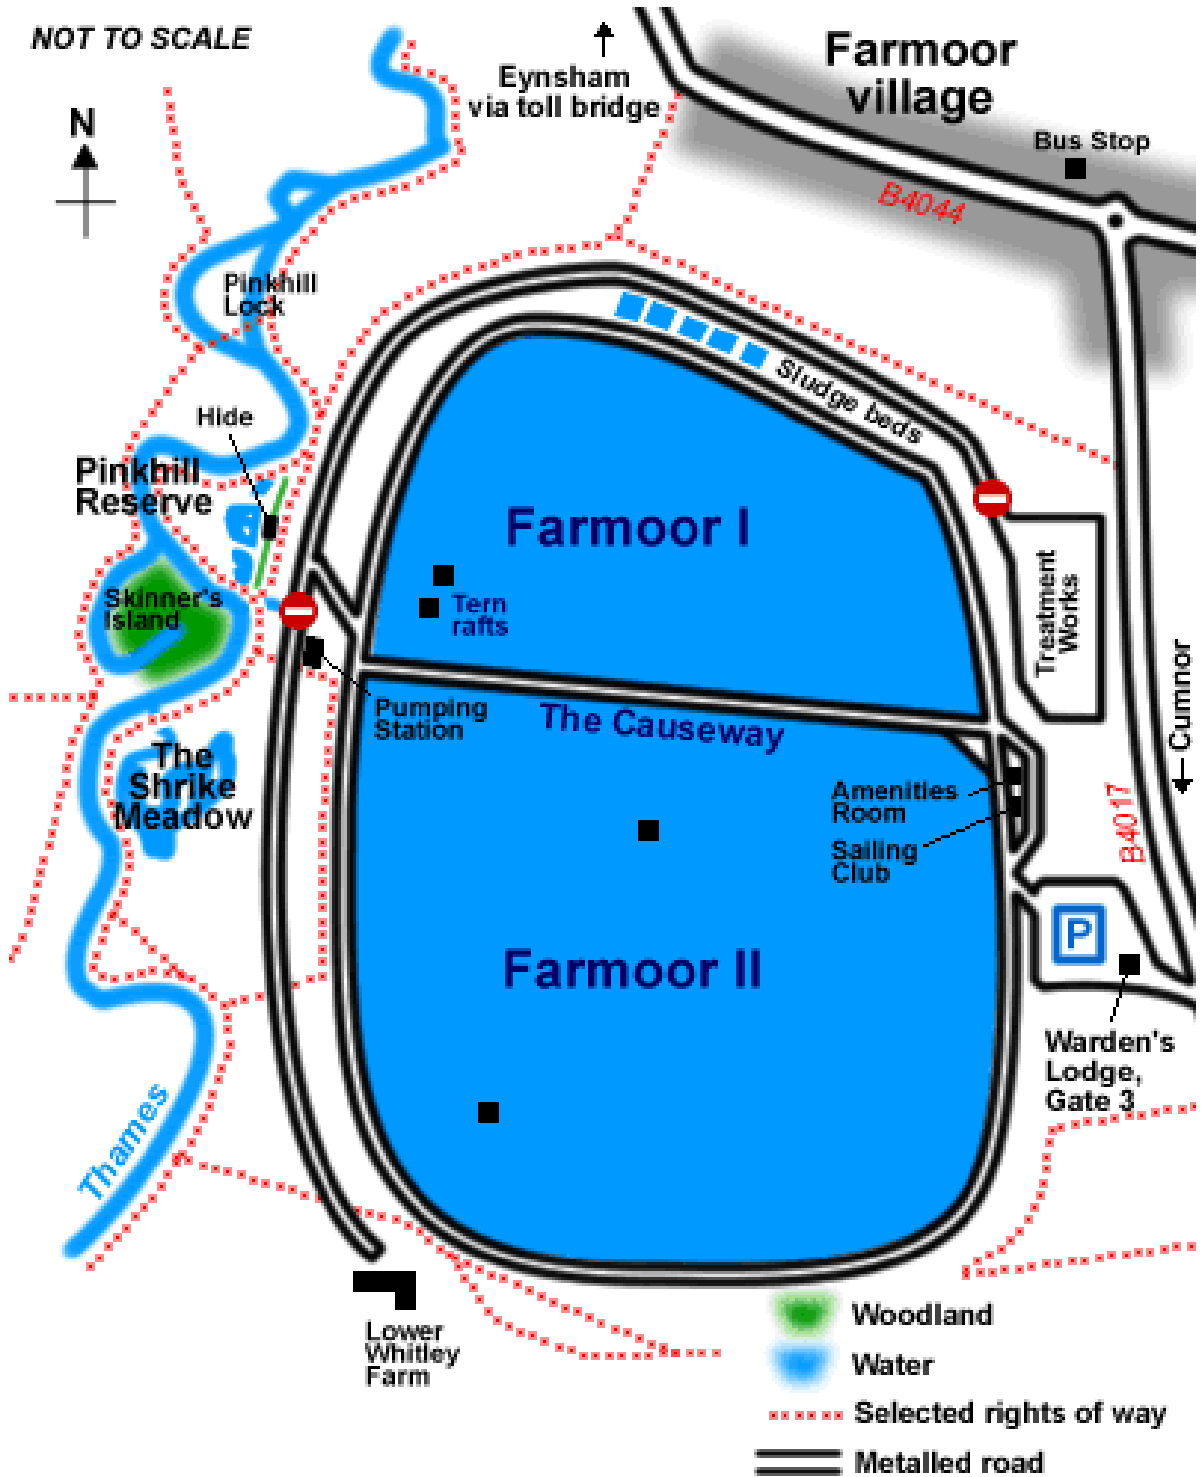 NOT TO SCALE
N
Eynsham
via toll bridge
Farmoor
village
Bus Stop
B4044
Pinkhill
Lock
Hide
Pinkhill
Reserve
Sludge beds
Farmoor I
Skinner's
Island
Tern
rafts
Treatment
Works
Pumping
Station
The Causeway
Cumnor
The
Shrike
Meadow
Amenities
Room
Sailing
Club
B4017
P
Farmoor II
Warden's
Lodge,
Gate 3
Thames
Lower
Whitley
Farm
Woodland
Water
Selected rights of way
Metalled road